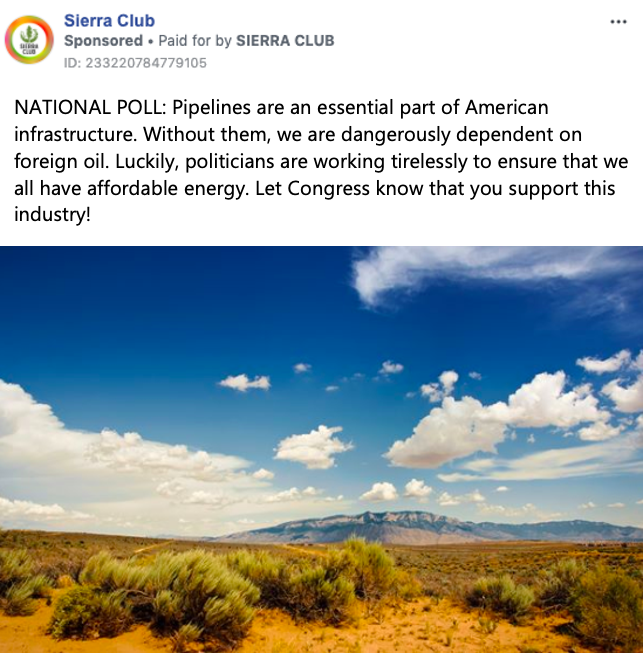 Sierra Club
Sponsored • Paid for by SIERRA CLUB
ID: 233220784779105
NATIONAL POLL: Pipelines are an essential part of American
infrastructure. Without them, we are dangerously dependent on
foreign oil. Luckily, politicians are working tirelessly to ensure that we
all have affordable energy. Let Congress know that you support this
industry!
SIERRA
CLUB